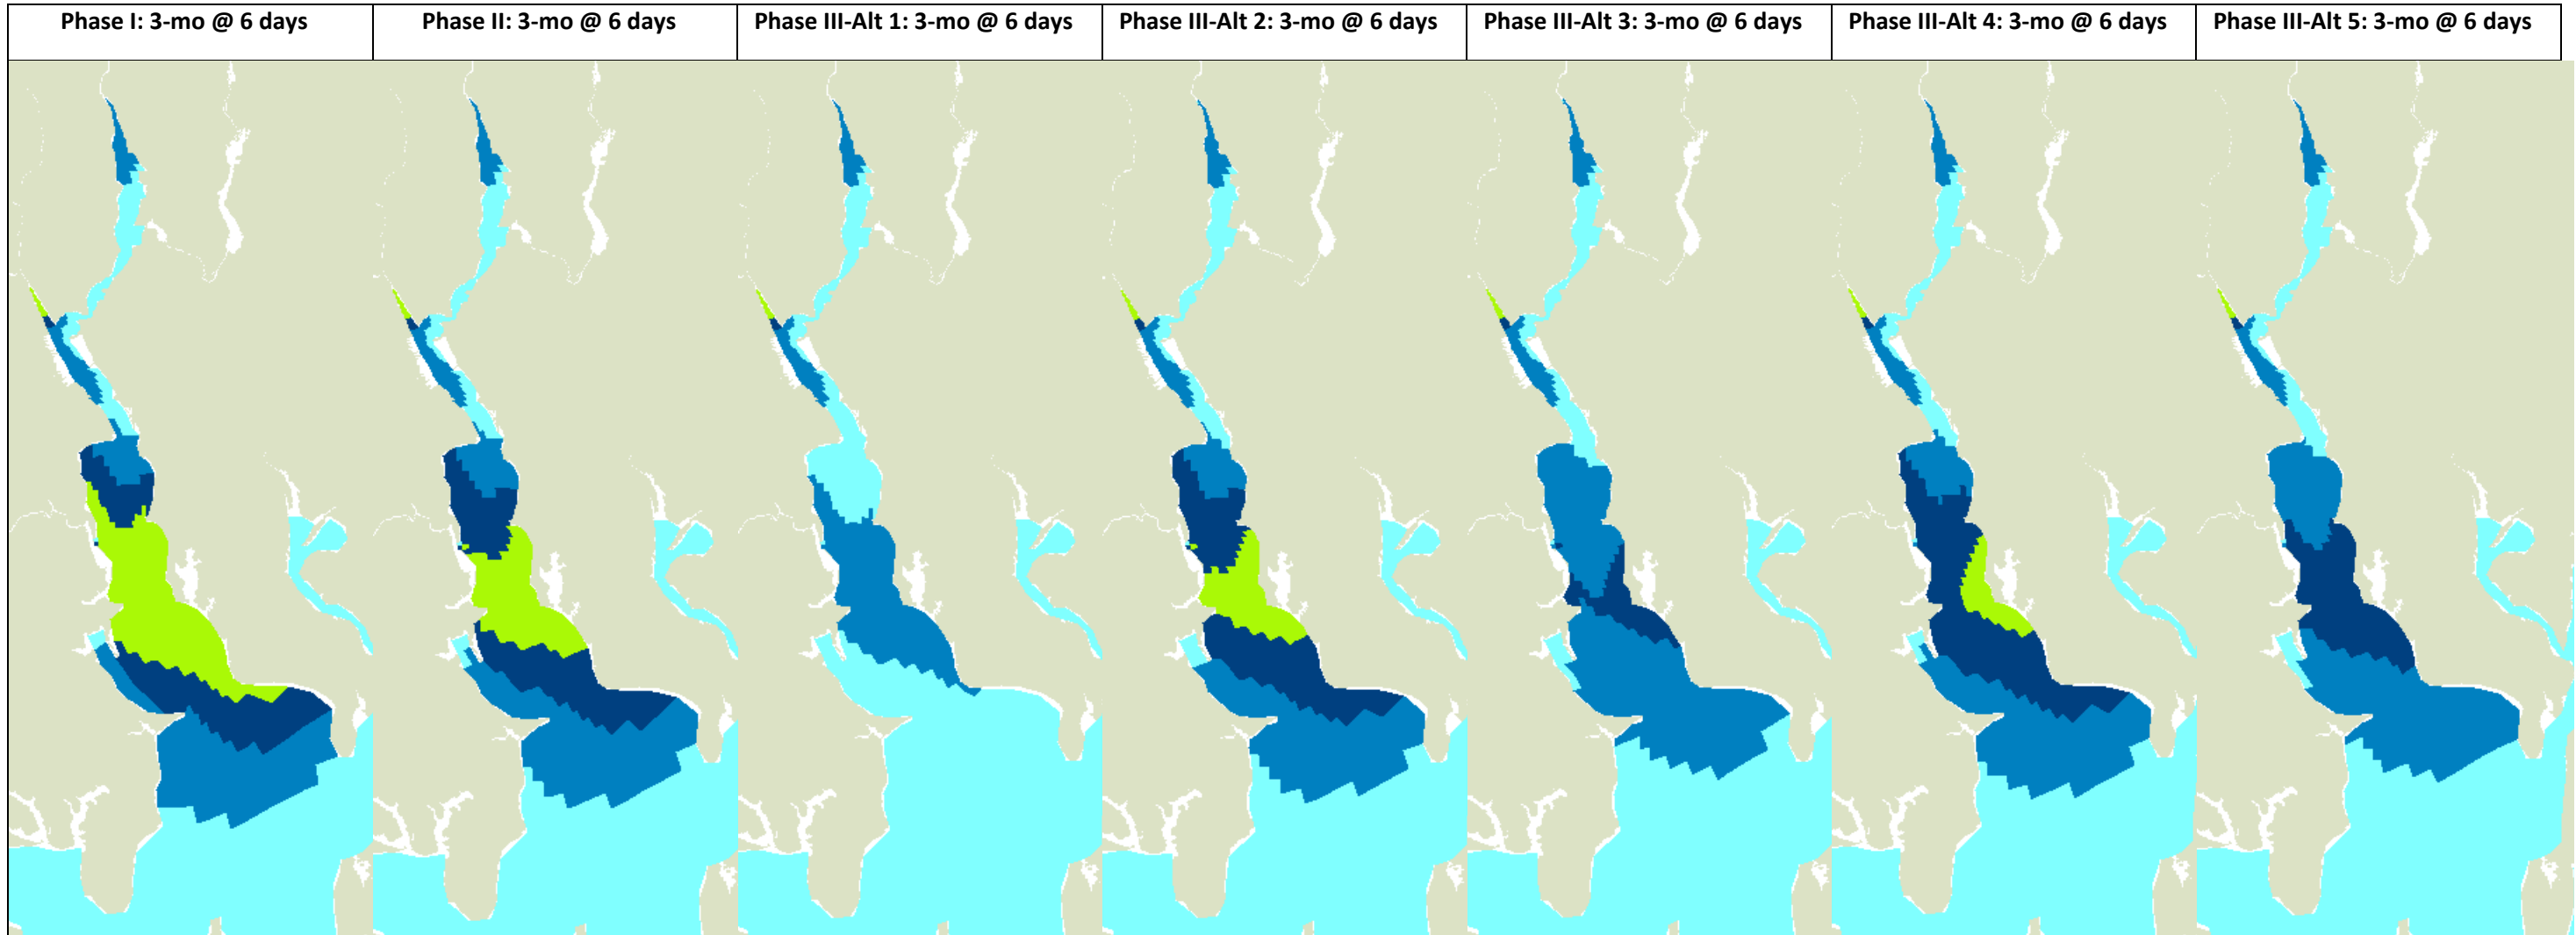 Phase I: 3-mo @ 6 days
Phase II: 3-mo @ 6 days
Phase III-Alt 1: 3-mo @ 6 days
Phase III-Alt 2: 3-mo @ 6 days
Phase III-Alt 3: 3-mo @ 6 days
Phase III-Alt 4: 3-mo @ 6 days
Phase III-Alt 5: 3-mo @ 6 days